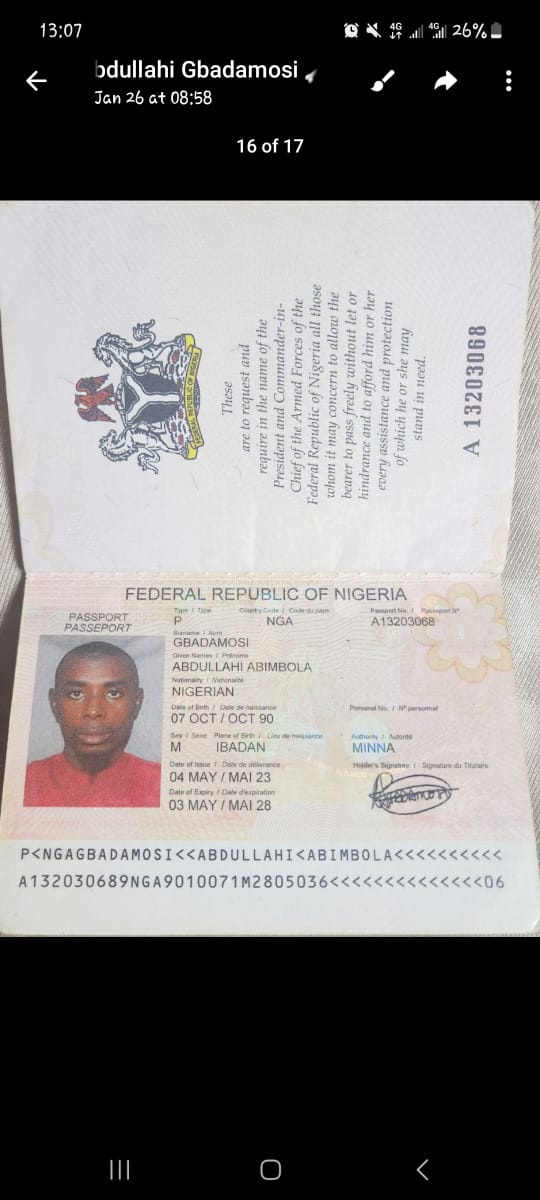 13:07
4G
4G
26%
bdullahi Gbadamosi
Jan 26 at 08:58
16 of 17
FEDERAL REPUBLIC OF NIGERIA
These
are to request and
require in the name of the
President and Commander-in-
Chief of the Armed Forces of the
Federal Republic of Nigeria all those
whom it may concern to allow the
bearer to pass freely without let or
hindrance and to afford him or her
every assistance and protection
of which he or she may
stand in need.
A 13203068
FEDERAL REPUBLIC OF NIGERIA
PASSPORT
PASSEPORT
Type / Type Country Code / Code du pays Passport No. / Passeport N°
P NGA A13203068
Surname / Nom
GBADAMOSI
Given Names / Prénoms
ABDULLAHI ABIMBOLA
Nationality / Nationalité
NIGERIAN
Date of Birth / Date de naissance Personal No. / N° personnel
07 OCT / OCT 90
Sex / Sexe Place of Birth / Lieu de naissance Authority / Autorité
M IBADAN MINNA
Date of Issue / Date de délivrance Holder's Signature / Signature du Titulaire
04 MAY / MAI 23
Date of Expiry / Date d'expiration
03 MAY / MAI 28
P<NGAGBADAMOSI<<ABDULLAHI<ABIMBOLA<<<<<<<<<<
A132030689NGA9010071M2805036<<<<<<<<<<<<<<06